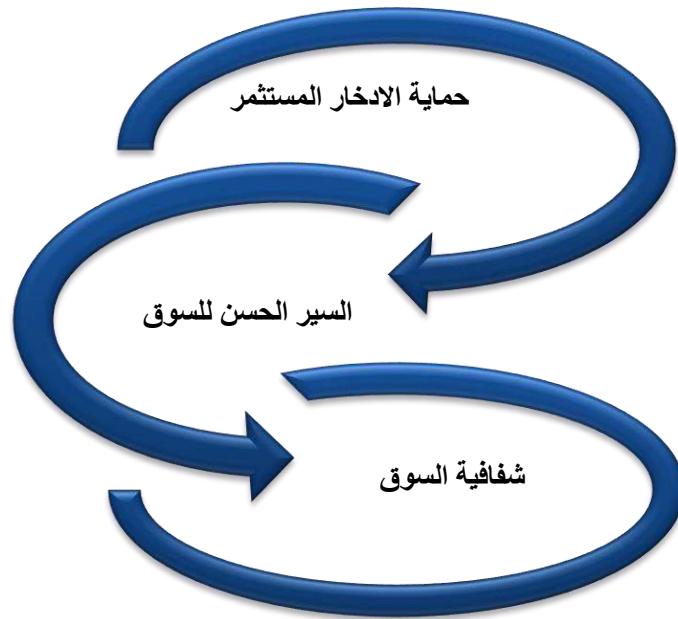 حماية الادخار المستثمر
السير الحسن للسوق
شفافية السوق